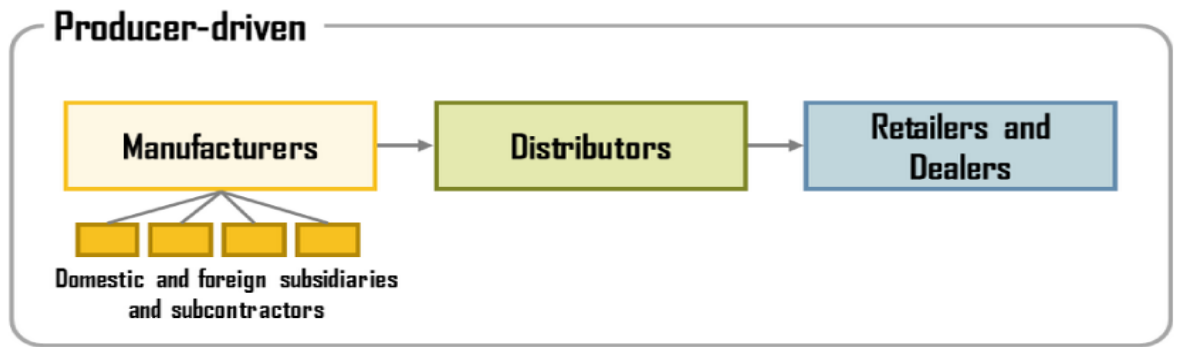 Producer-driven
Manufacturers
Distributors
Retailers and
Dealers
Domestic and foreign subsidiaries
and subcontractors